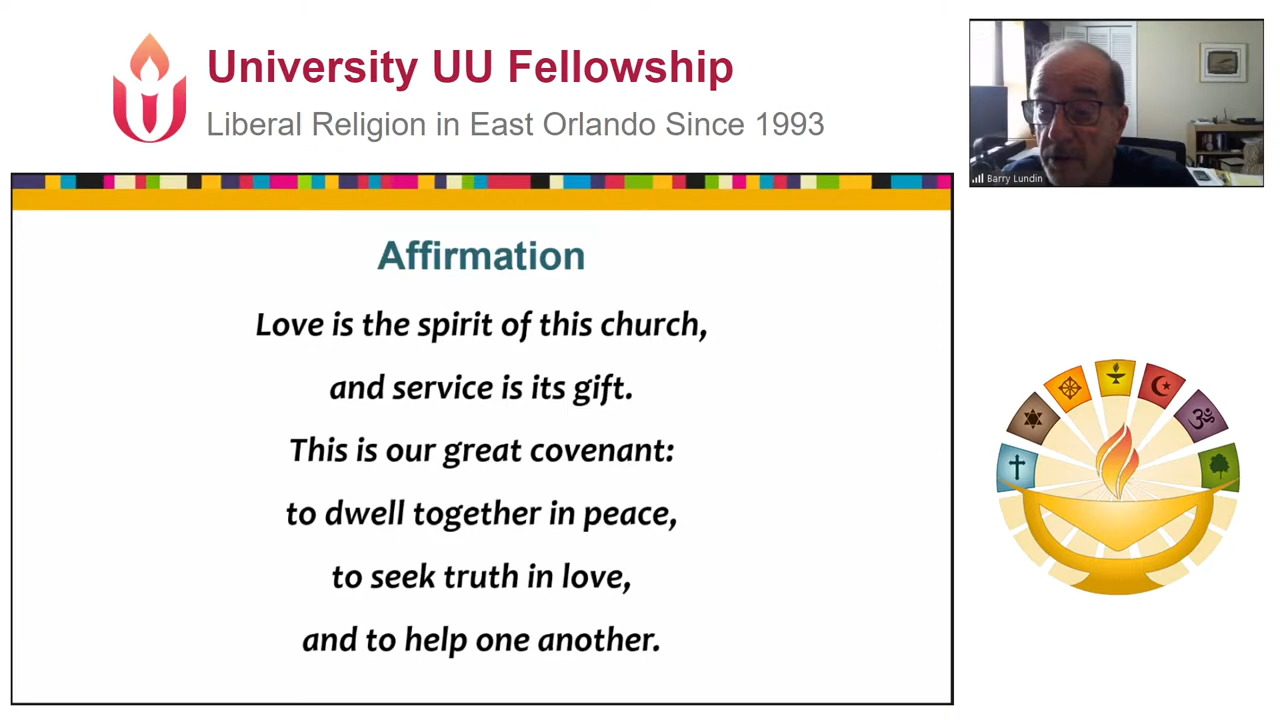 University UU Fellowship
Liberal Religion in East Orlando Since 1993
Barry Lundin
Affirmation
Love is the spirit of this church,
and service is its gift.
This is our great covenant:
to dwell together in peace,
to seek truth in love,
and to help one another.